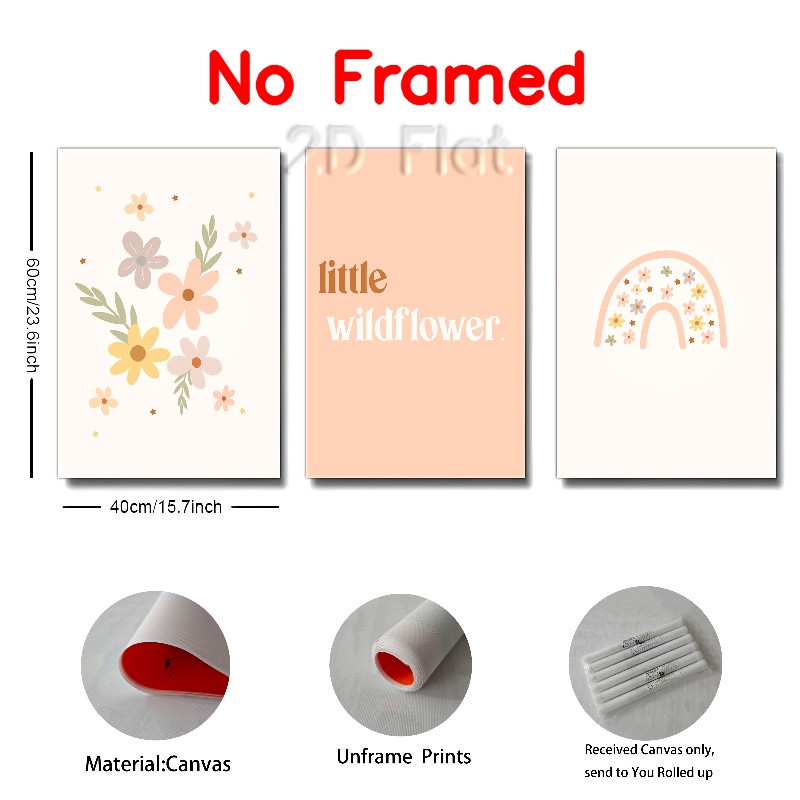 No Framed
2D Flat
60cm/23.6inch
little
wildflower.
40cm/15.7inch
Material:Canvas
Unframe Prints
Received Canvas only,
send to You Rolled up